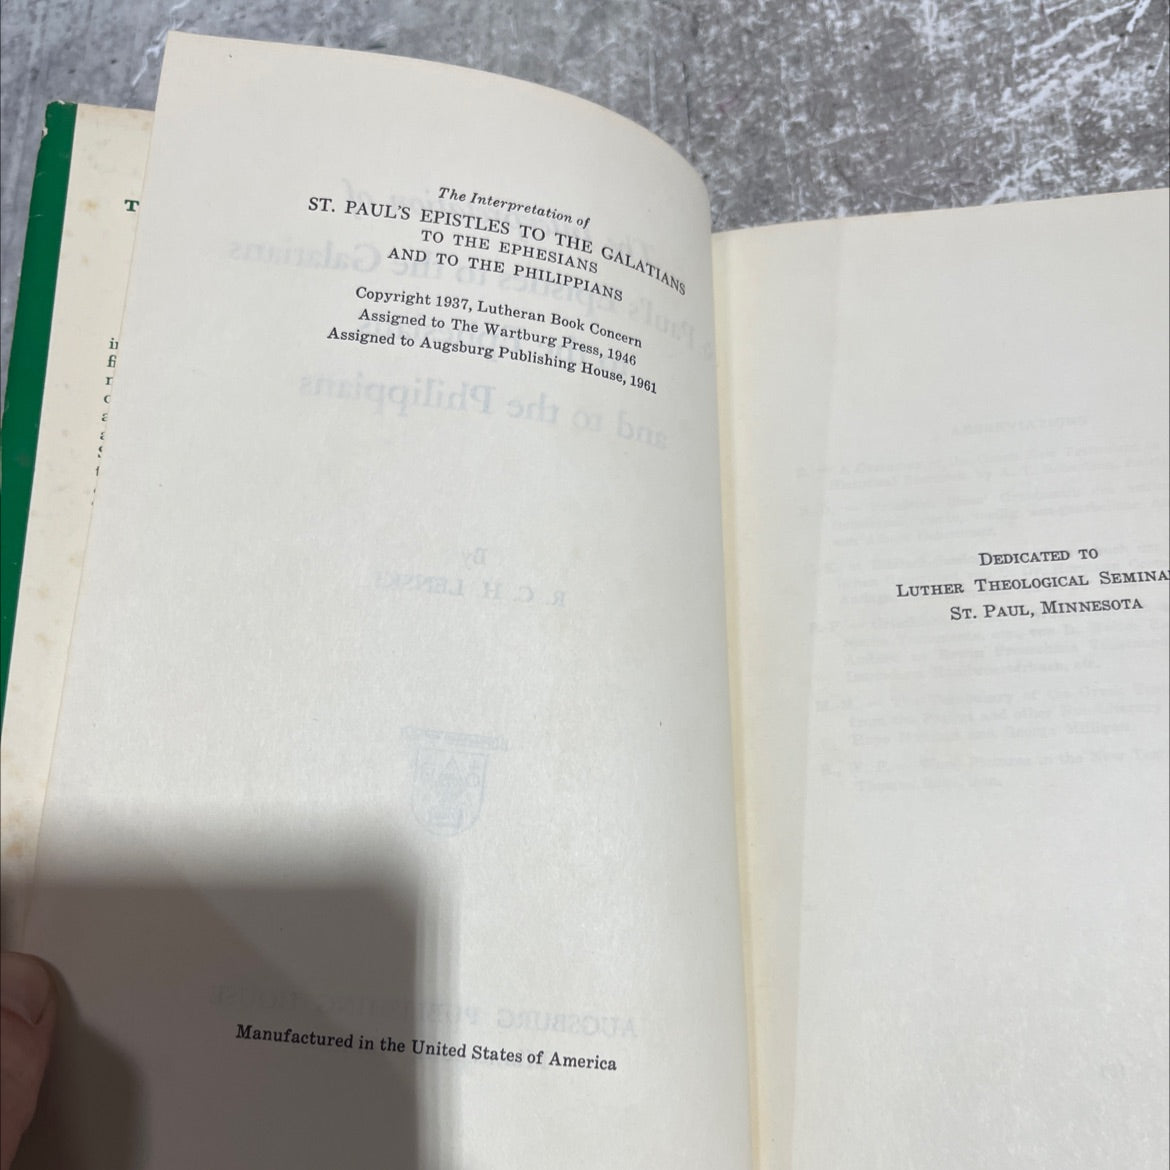 The Interpretation of
ST. PAUL'S EPISTLES TO THE GALATIANS
TO THE EPHESIANS
AND TO THE PHILIPPIANS
Copyright 1937, Lutheran Book Concern
Assigned to The Wartburg Press, 1946
Assigned to Augsburg Publishing House, 1961
Manufactured in the United States of America
DEDICATED TO
LUTHER THEOLOGICAL SEMINA
ST. PAUL, MINNESOTA